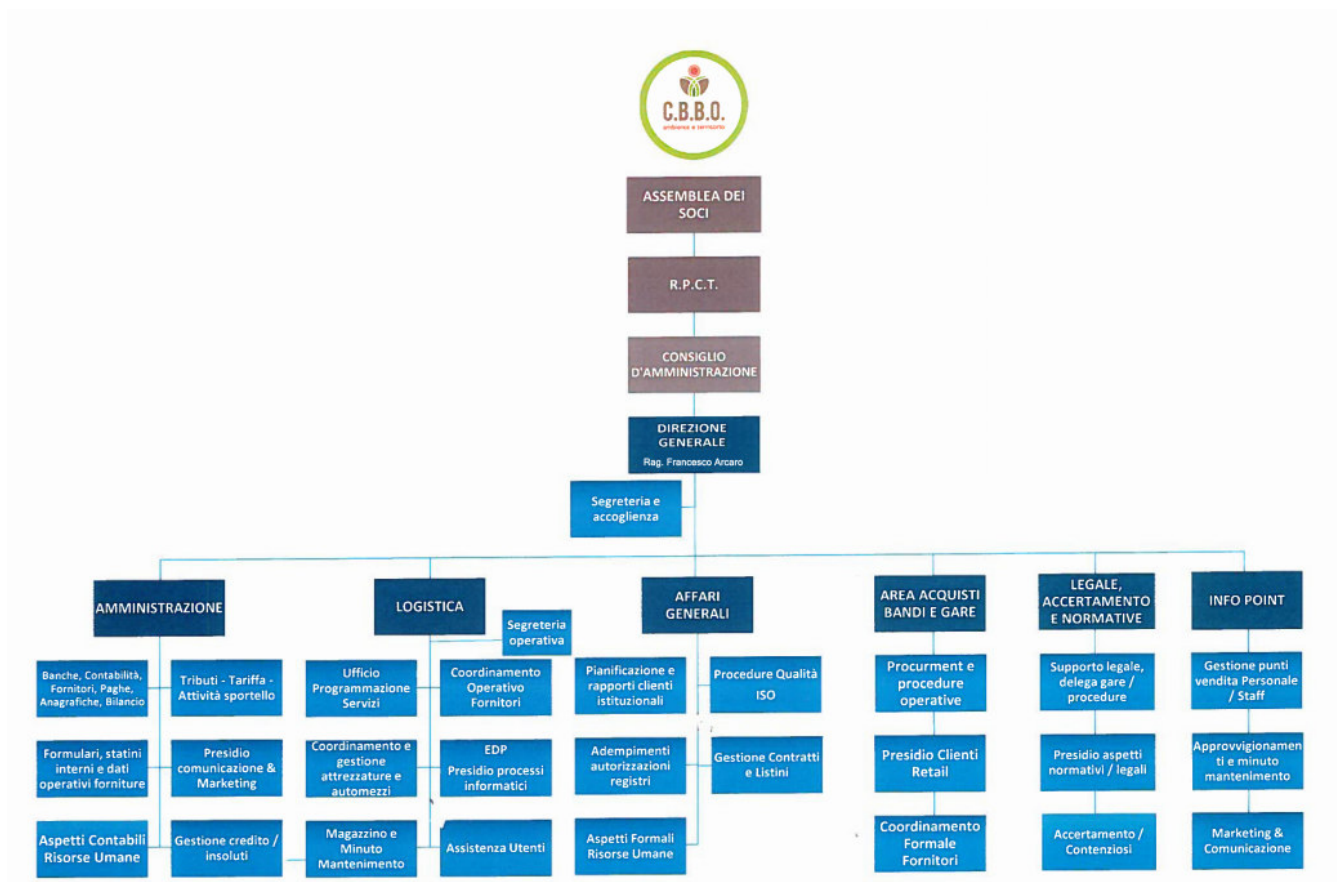 C.B.B.O.
ambiente e territorio
ASSEMBLEA DEI
SOCI
R.P.C.T.
CONSIGLIO
D'AMMINISTRAZIONE
DIREZIONE
GENERALE
Rag. Francesco Arcaro
Segreteria e
accoglienza
AMMINISTRAZIONE
Banche, Contabilità,
Fornitori, Paghe,
Anagrafiche, Bilancio
Tributi - Tariffa -
Attività sportello
Formulari, statini
interni e dati
operativi forniture
Presidio
comunicazione &
Marketing
Aspetti Contabili
Risorse Umane
Gestione credito /
insoluti
LOGISTICA
Segreteria
operativa
Ufficio
Programmazione
Servizi
Coordinamento
Operativo
Fornitori
Coordinamento e
gestione
attrezzature e
automezzi
EDP
Presidio processi
informatici
Magazzino e
Minuto
Mantenimento
Assistenza Utenti
AFFARI
GENERALI
Pianificazione e
rapporti clienti
istituzionali
Procedure Qualità
ISO
Adempimenti
autorizzazioni
registri
Gestione Contratti
e Listini
Aspetti Formali
Risorse Umane
AREA ACQUISTI
BANDI E GARE
Procurment e
procedure
operative
Presidio Clienti
Retail
Coordinamento
Formale
Fornitori
LEGALE,
ACCERTAMENTO
E NORMATIVE
Supporto legale,
delega gare /
procedure
Presidio aspetti
normativi / legali
Accertamento /
Contenziosi
INFO POINT
Gestione punti
vendita Personale
/ Staff
Approvvigionamen
ti e minuto
mantenimento
Marketing &
Comunicazione